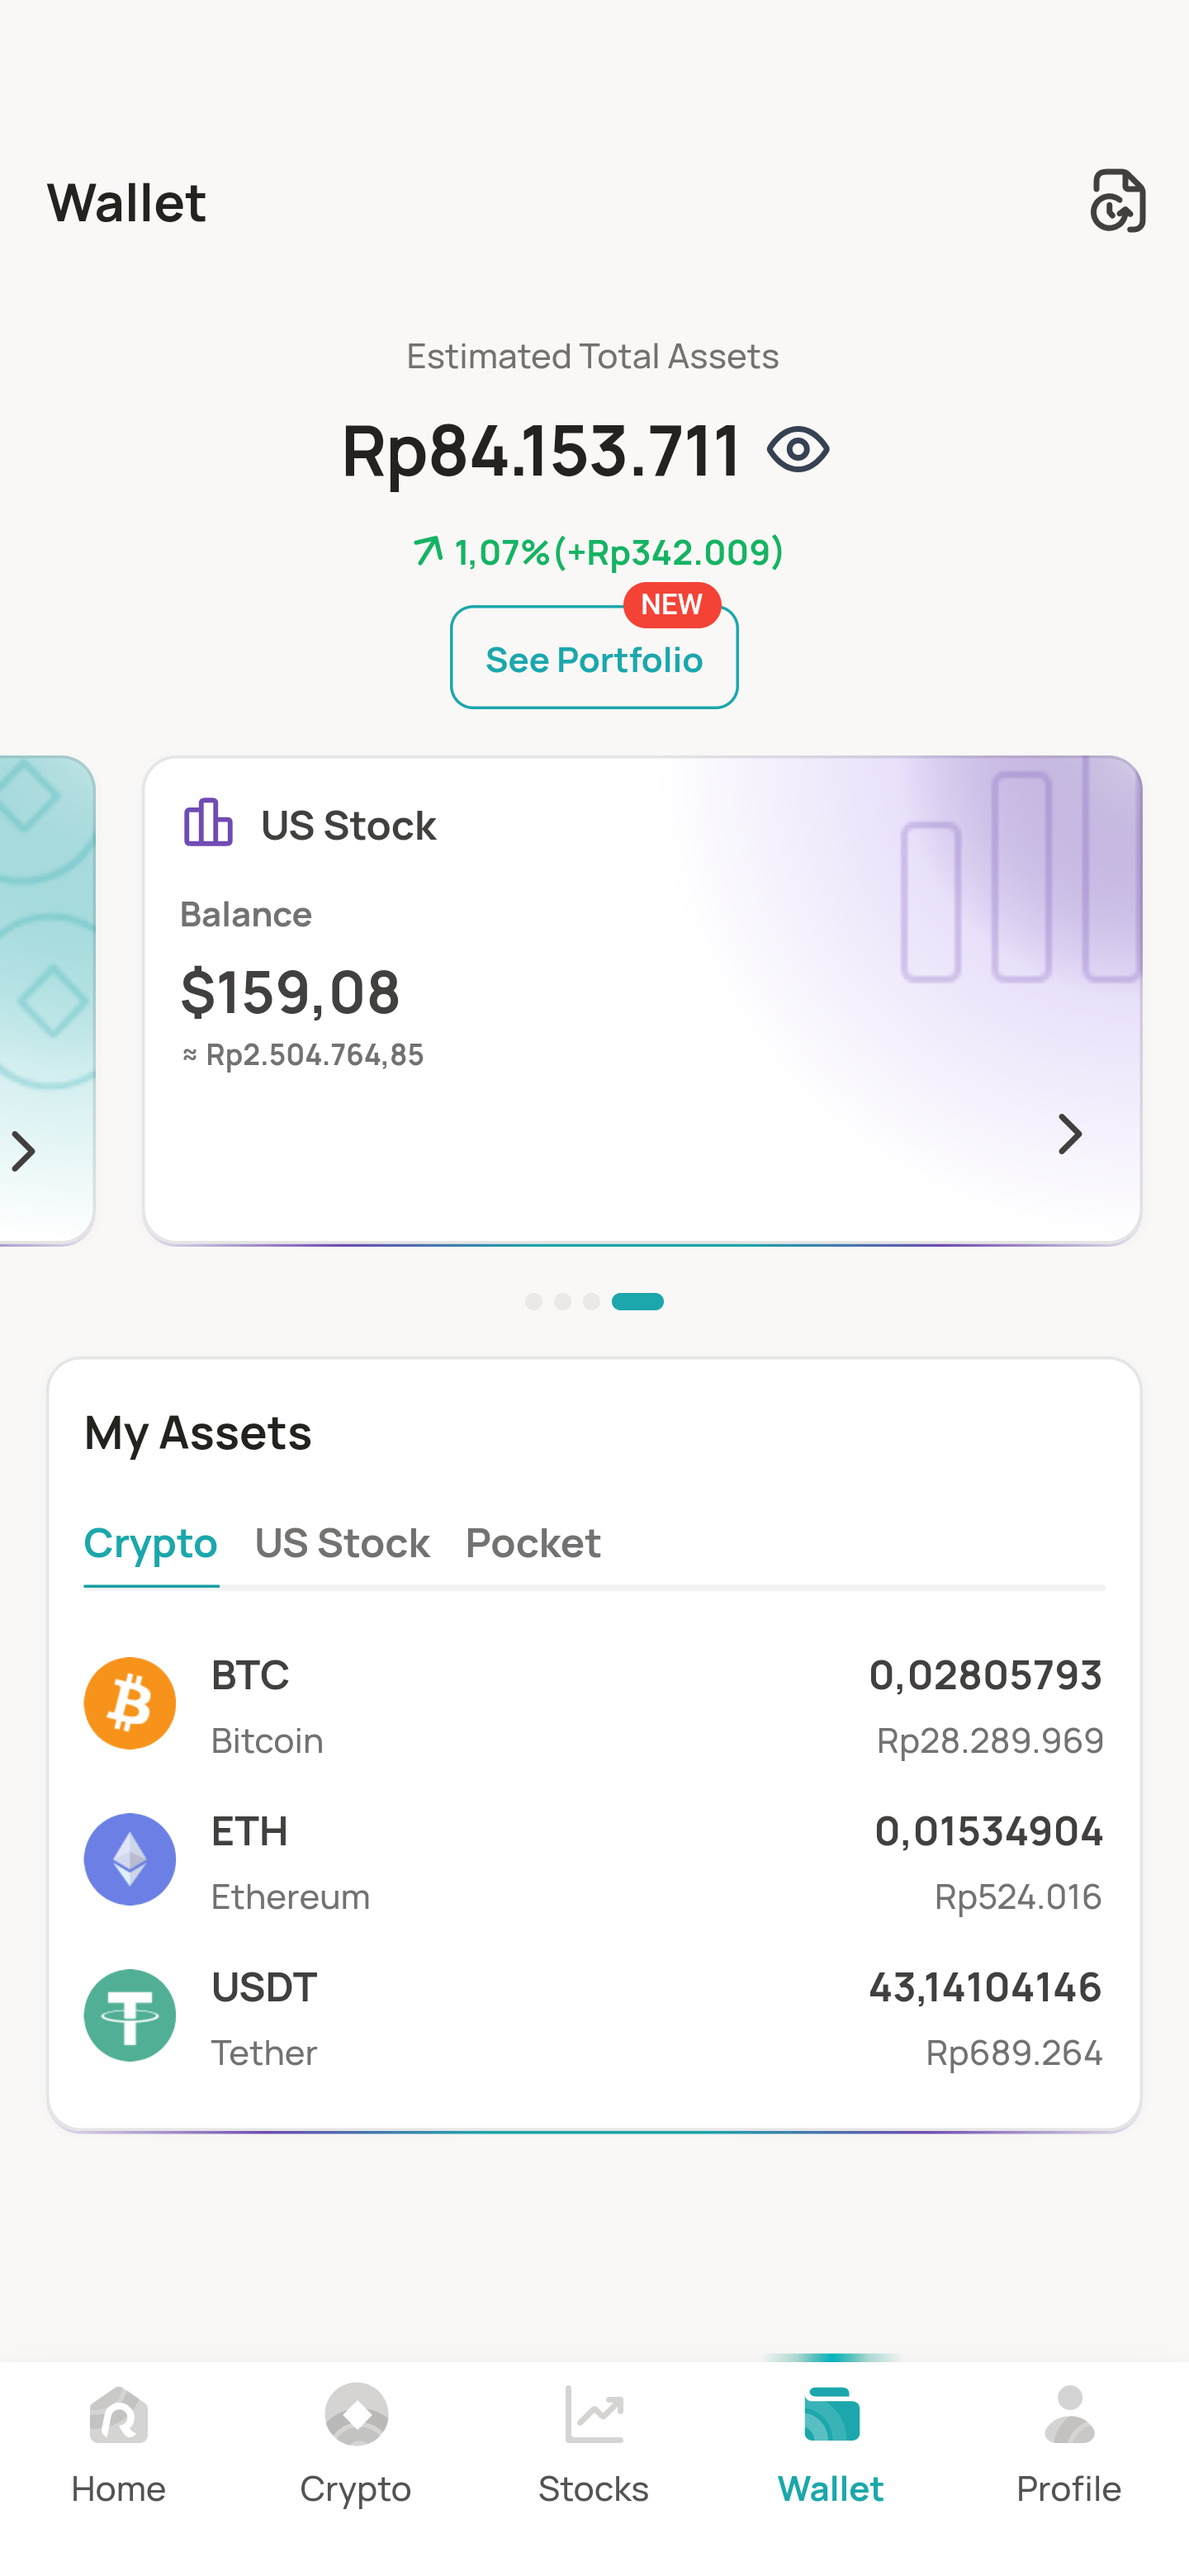 Wallet
Estimated Total Assets
Rp84.153.711
1,07%(+Rp342.009)
NEW
See Portfolio
US Stock
Balance
$159,08
≈ Rp2.504.764,85
My Assets
Crypto US Stock Pocket
BTC 0,02805793
Bitcoin Rp28.289.969
ETH 0,01534904
Ethereum Rp524.016
USDT 43,14104146
Tether Rp689.264
Home Crypto Stocks Wallet Profile